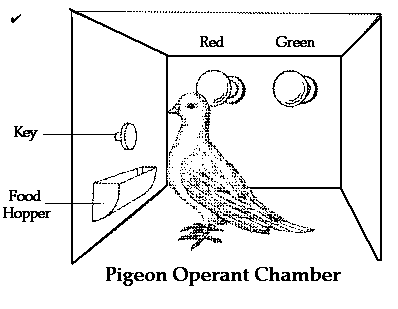 Red
Green
Key
Food
Hopper
Pigeon Operant Chamber